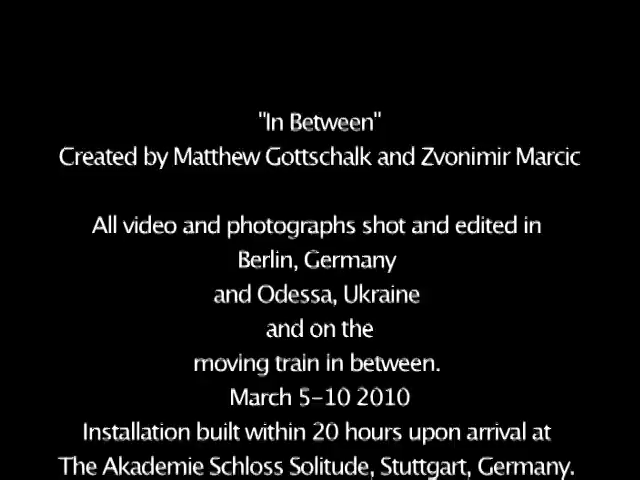 "In Between"
Created by Matthew Gottschalk and Zvonimir Marcic
All video and photographs shot and edited in
Berlin, Germany
and Odessa, Ukraine
and on the
moving train in between.
March 5-10 2010
Installation built within 20 hours upon arrival at
The Akademie Schloss Solitude, Stuttgart, Germany.